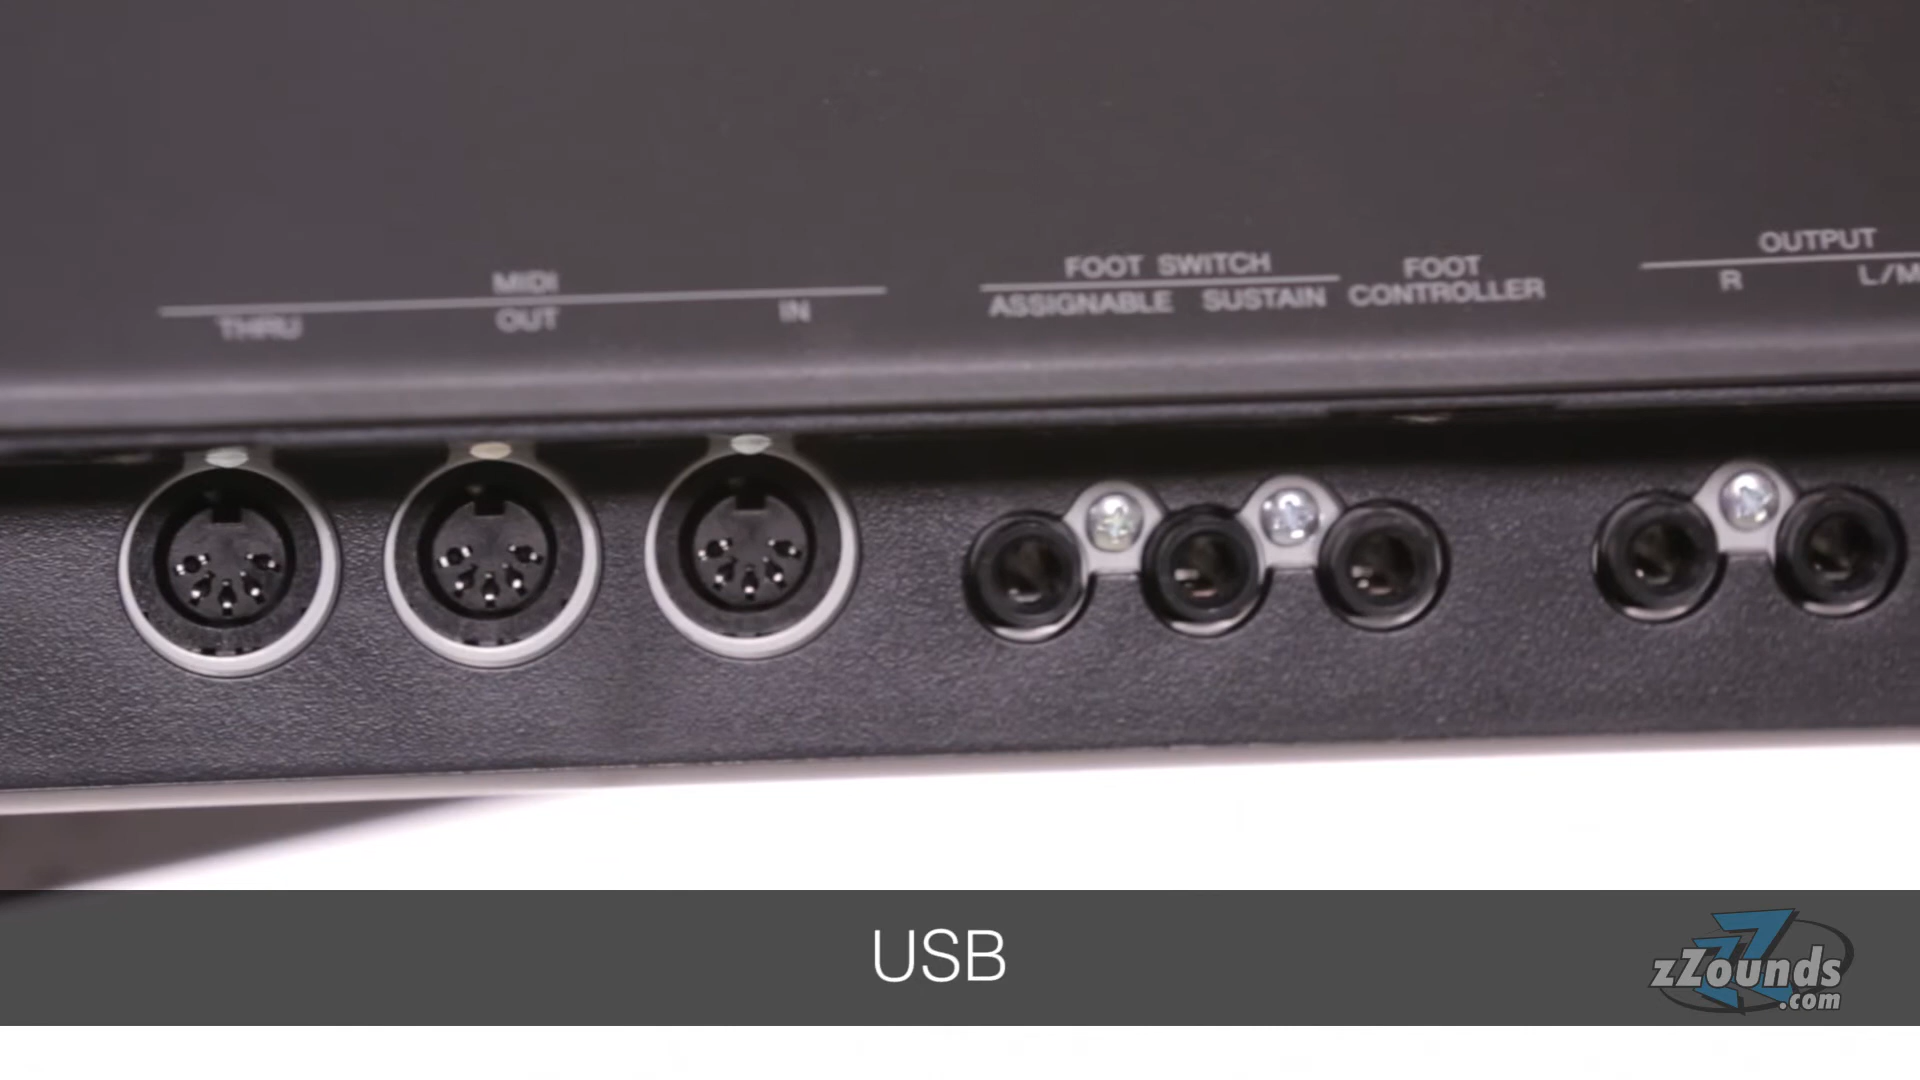 MIDI
THRU OUT IN
FOOT SWITCH
ASSIGNABLE SUSTAIN
FOOT
CONTROLLER
OUTPUT
R L/M
USB
zZounds
.com